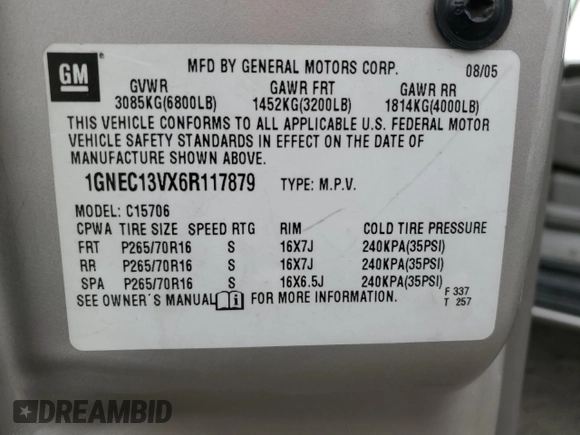 GM
MFD BY GENERAL MOTORS CORP. 08/05
GVWR GAWR FRT GAWR RR
3085KG(6800LB) 1452KG(3200LB) 1814KG(4000LB)
THIS VEHICLE CONFORMS TO ALL APPLICABLE U.S. FEDERAL MOTOR
VEHICLE SAFETY STANDARDS IN EFFECT ON THE DATE OF
MANUFACTURE SHOWN ABOVE.
1GNEC13VX6R117879 TYPE: M.P.V.
MODEL: C15706
CPWA TIRE SIZE SPEED RTG RIM COLD TIRE PRESSURE
FRT P265/70R16 S 16X7J 240KPA(35PSI)
RR P265/70R16 S 16X7J 240KPA(35PSI)
SPA P265/70R16 S 16X6.5J 240KPA(35PSI)
SEE OWNER'S MANUAL FOR MORE INFORMATION. F 337
T 257
DREAMBID